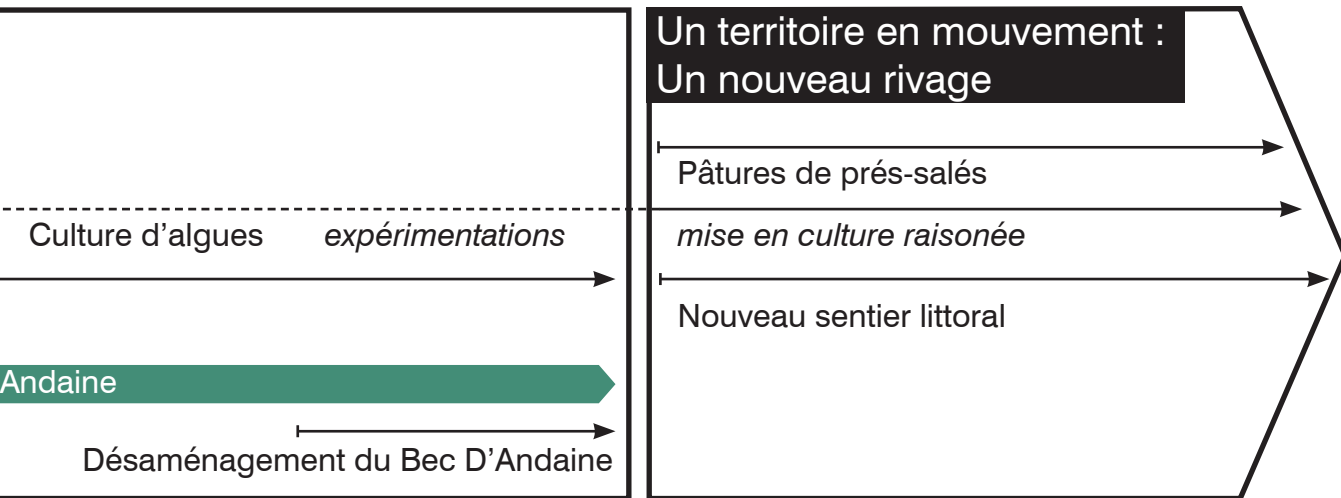 Un territoire en mouvement :
Un nouveau rivage
Pâtures de prés-salés
Culture d'algues expérimentations mise en culture raisonée
Nouveau sentier littoral
Andaine
Désaménagement du Bec D'Andaine